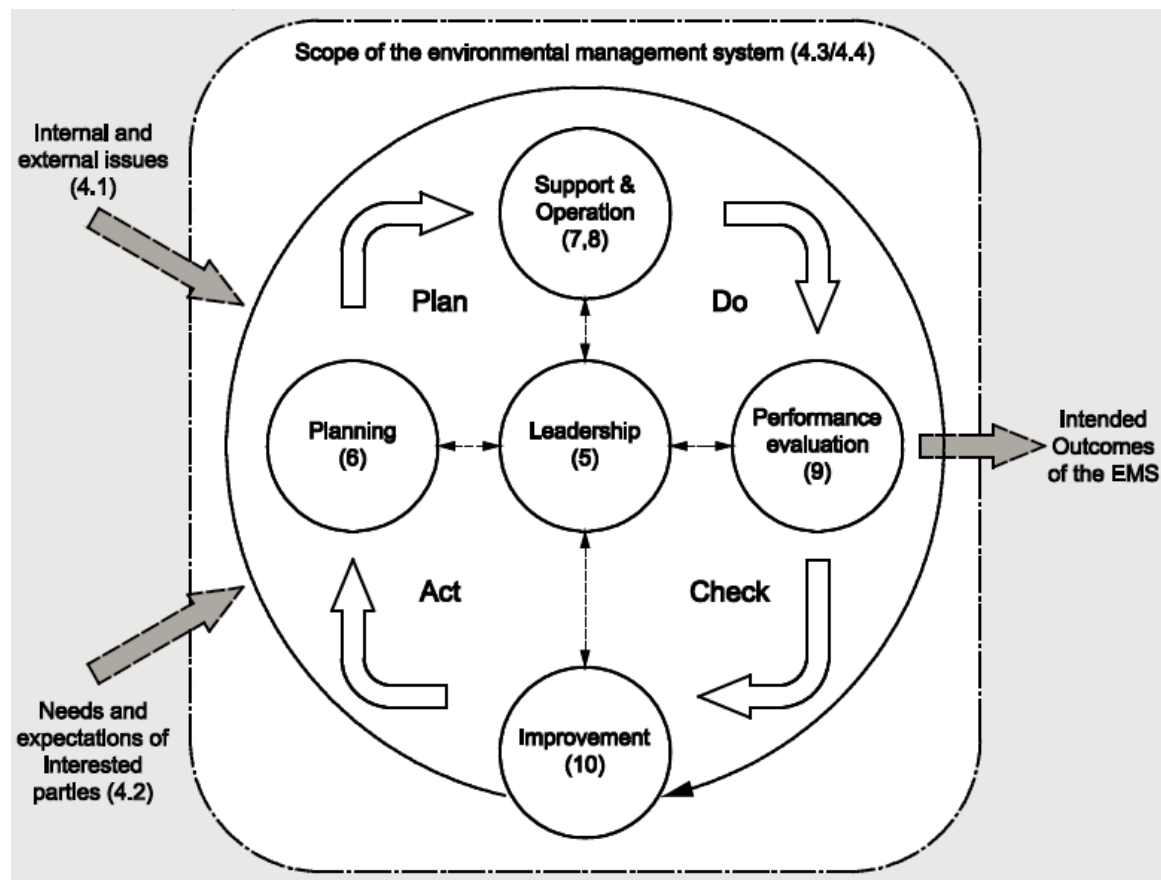 Scope of the environmental management system (4.3/4.4)
Internal and
external issues
(4.1)
Support &
Operation
(7,8)
Plan
Do
Planning
(6)
Leadership
(5)
Performance
evaluation
(9)
Intended
Outcomes
of the EMS
Act
Check
Needs and
expectations of
Interested
parties (4.2)
Improvement
(10)